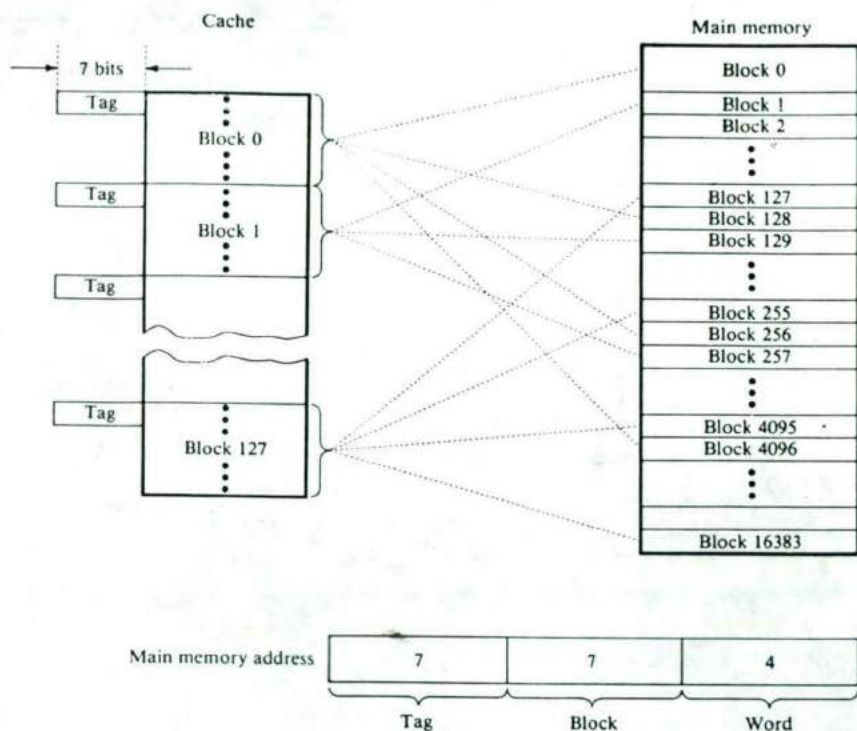 Cache
Main memory
7 bits
Tag
Block 0
Tag
Block 1
Tag
Tag
Block 127
Block 0
Block 1
Block 2
Block 127
Block 128
Block 129
Block 255
Block 256
Block 257
Block 4095
Block 4096
Block 16383
Main memory address
7
7
4
Tag
Block
Word